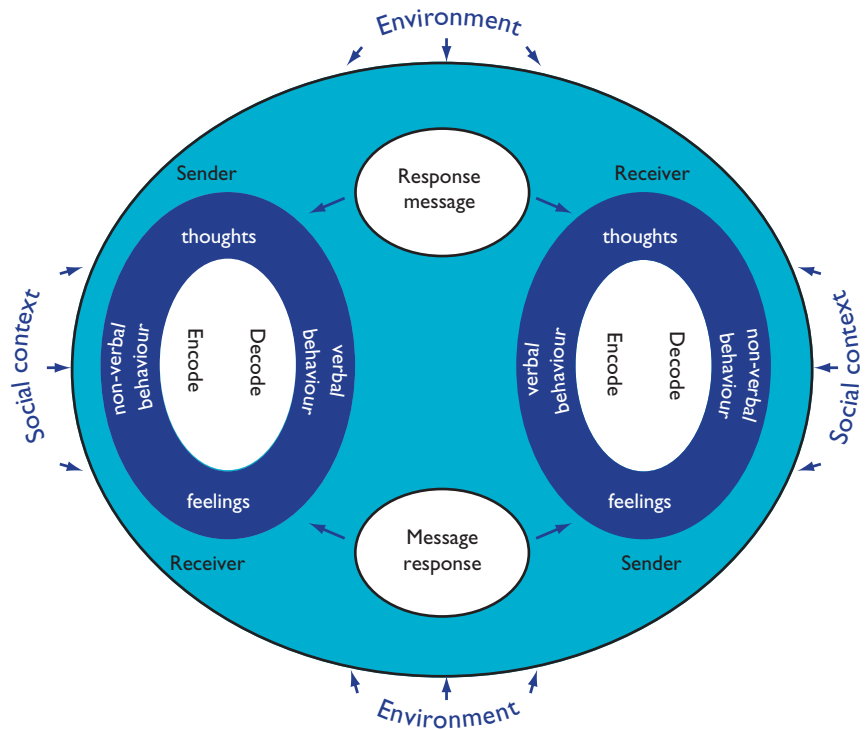 Environment
Sender
Response
message
Receiver
thoughts
non-verbal
behaviour
Encode
Decode
verbal
behaviour
feelings
thoughts
verbal
behaviour
Encode
Decode
non-verbal
behaviour
feelings
Social context
Social context
Receiver
Message
response
Sender
Environment